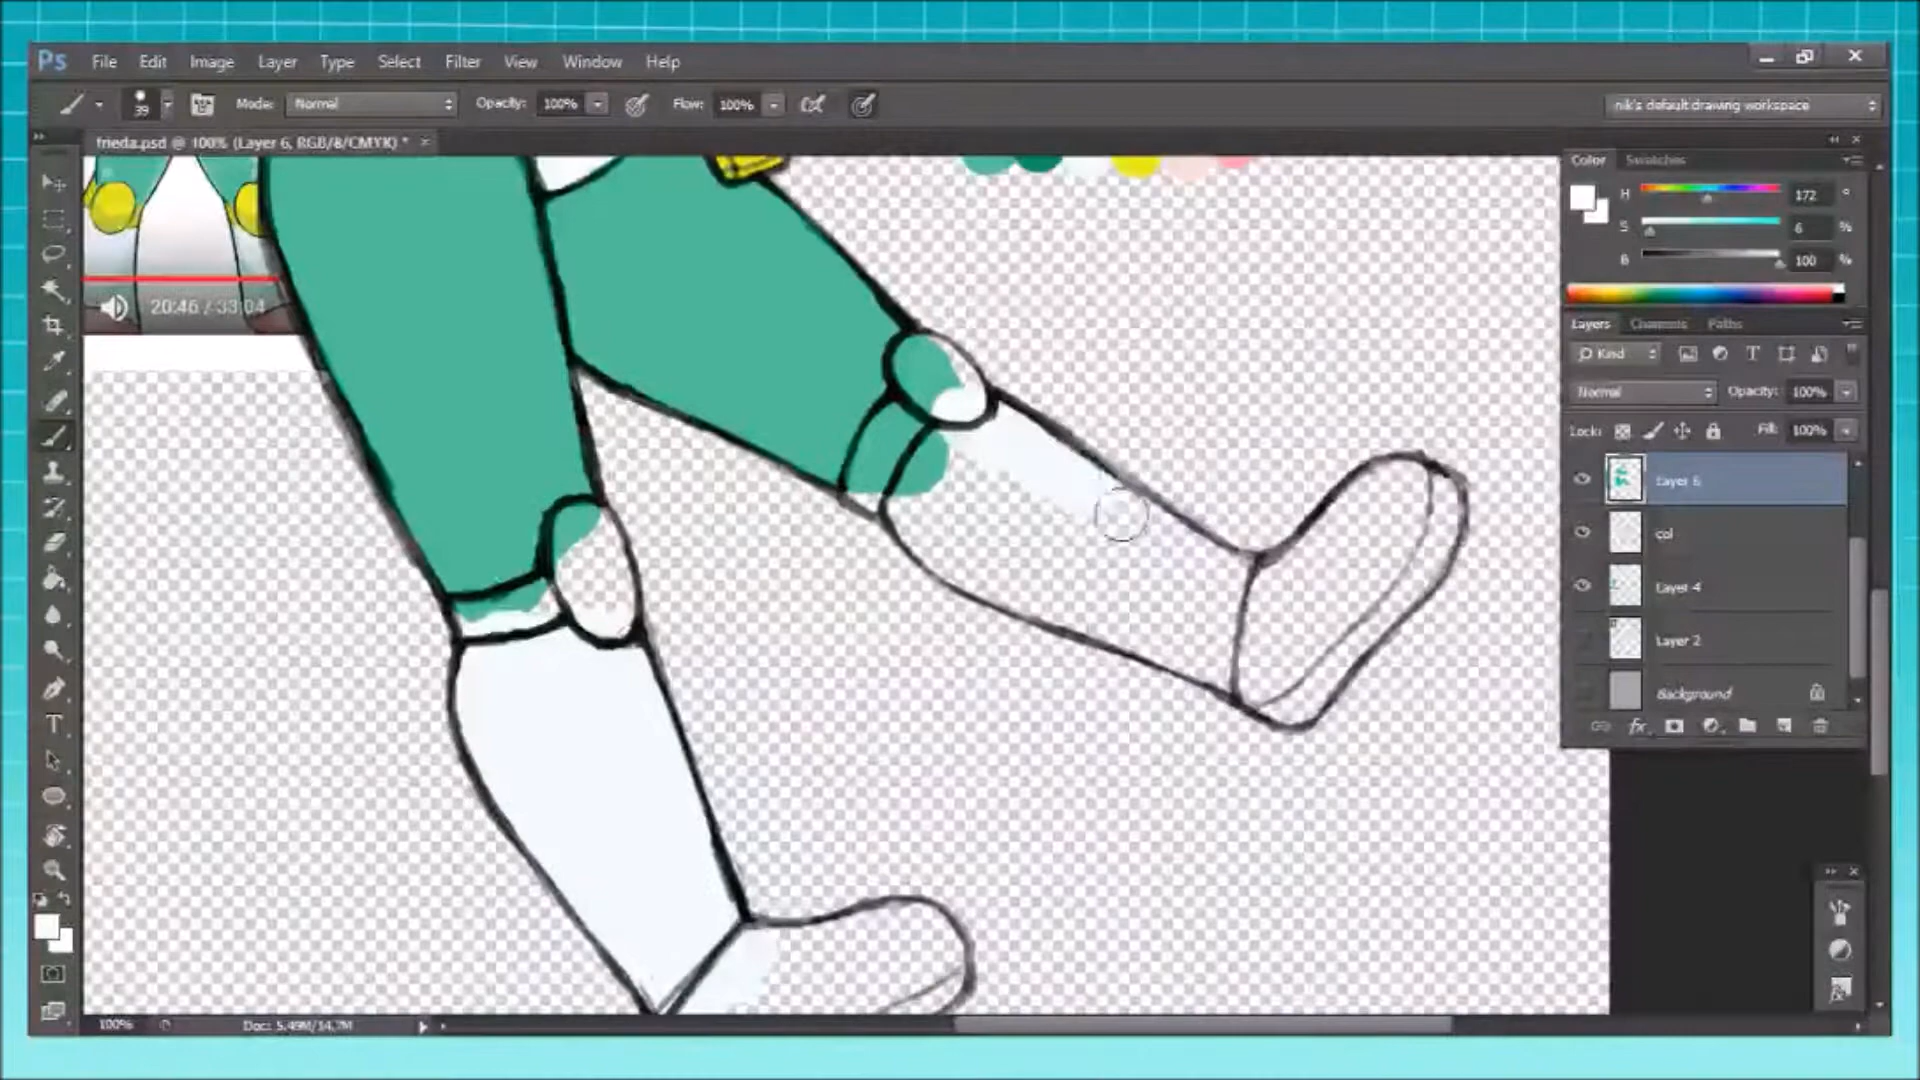 Ps File Edit Image Layer Type Select Filter View Window Help
39 Mode: Normal Opacity: 100% Flow: 100% nik's default drawing workspace
frieda.psd @ 100% (Layer 6, RGB/8/CMYK) * ×
Color Swatches
H 172 °
S 6 %
B 100 %
20:46 / 33:04
Layers Channels Paths
Kind
Normal Opacity: 100%
Lock: Fill: 100%
Layer 6
col
Layer 4
Layer 2
Background
fx
T
100% Doc: 5.49M/14.7M